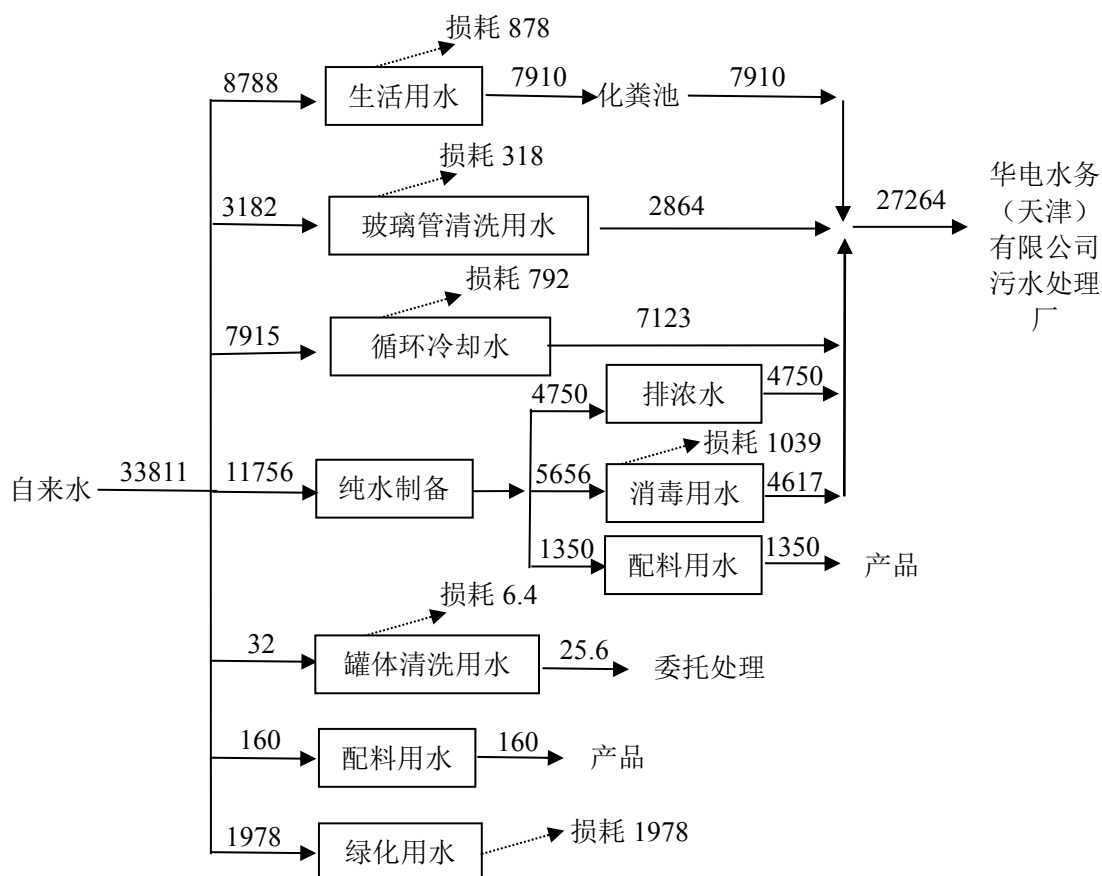 损耗 878
8788
生活用水
7910
化粪池
7910
损耗 318
3182
玻璃管清洗用水
2864
27264
华电水务
（天津）
有限公司
污水处理
厂
损耗 792
7915
循环冷却水
7123
4750
排浓水
4750
损耗 1039
自来水
33811
11756
纯水制备
5656
消毒用水
4617
1350
配料用水
1350
产品
损耗 6.4
32
罐体清洗用水
25.6
委托处理
160
配料用水
160
产品
1978
绿化用水
损耗 1978